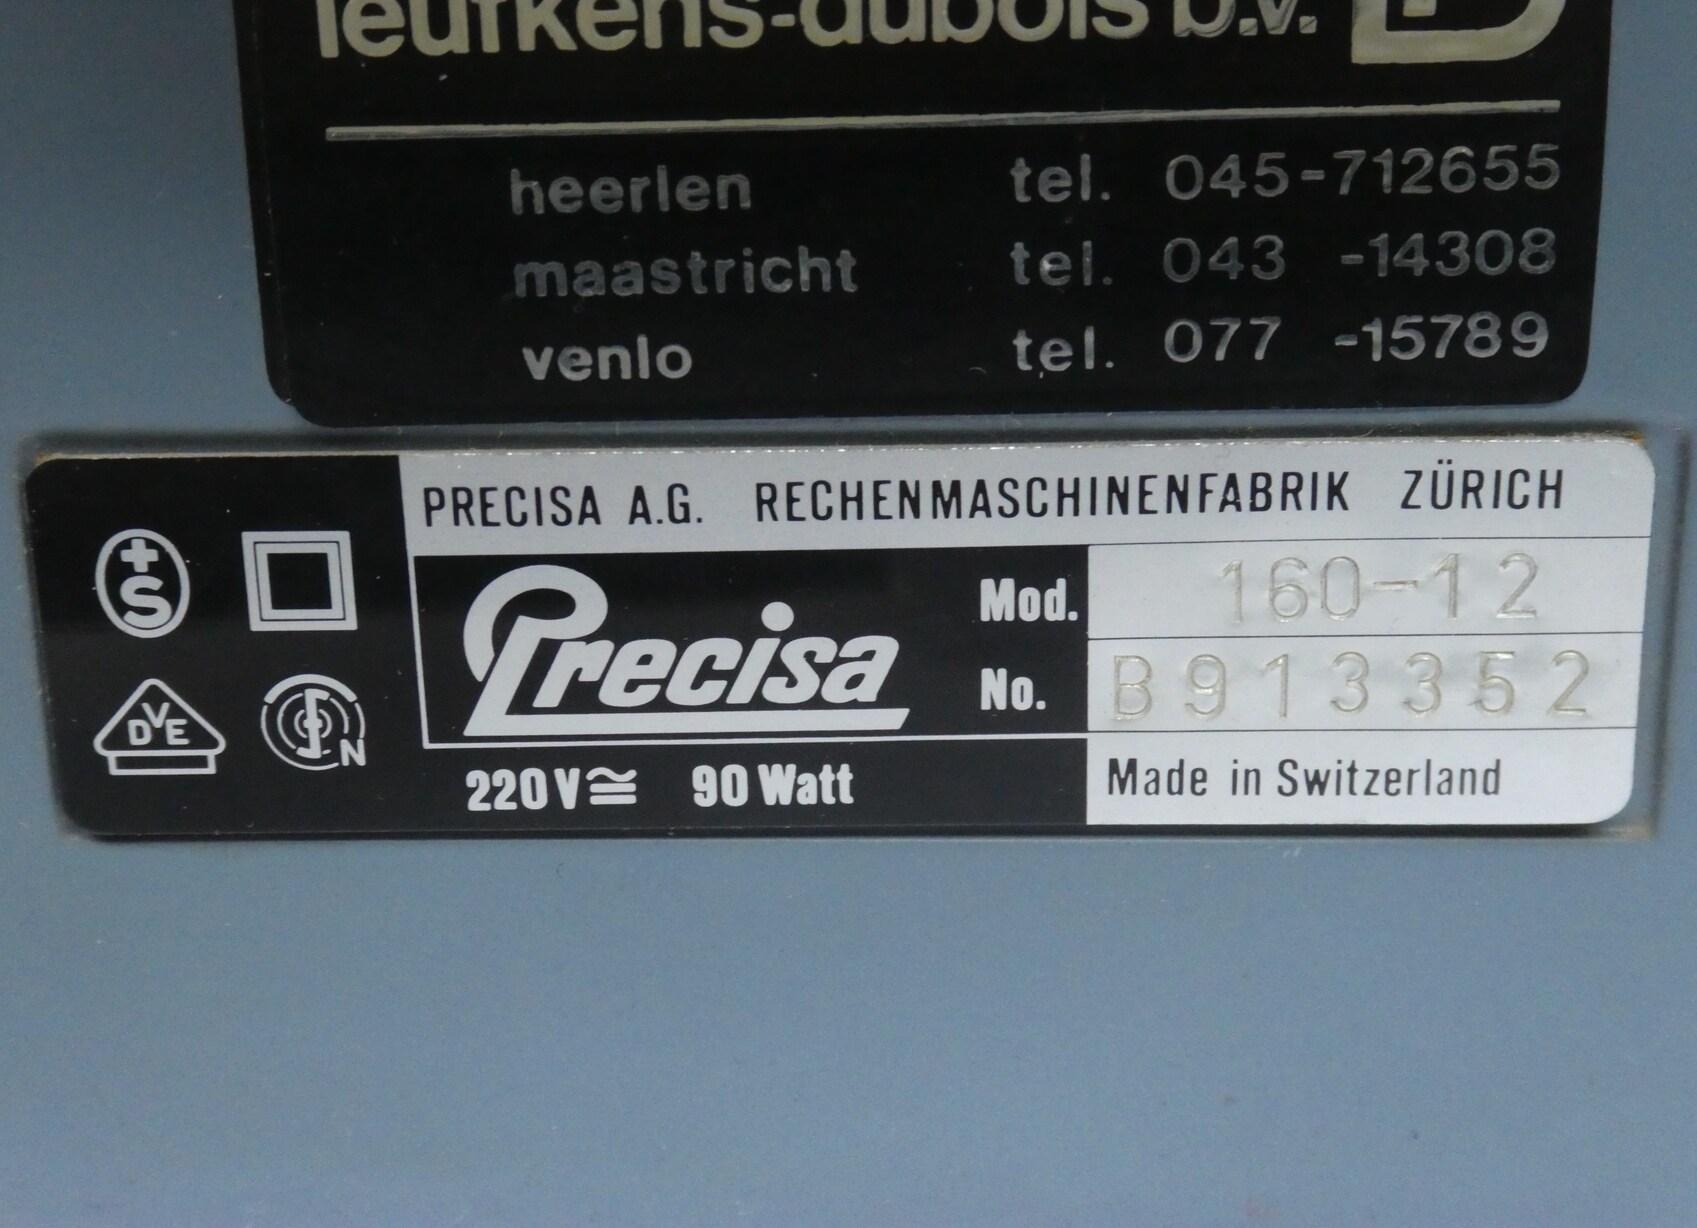 leufkens-dubois b.v.
heerlen tel. 045-712655
maastricht tel. 043 -14308
venlo tel. 077 -15789
PRECISA A.G. RECHENMASCHINENFABRIK ZÜRICH
+S
DVE
N
Precisa
Mod. 160-12
No. B913352
220V≅ 90 Watt
Made in Switzerland